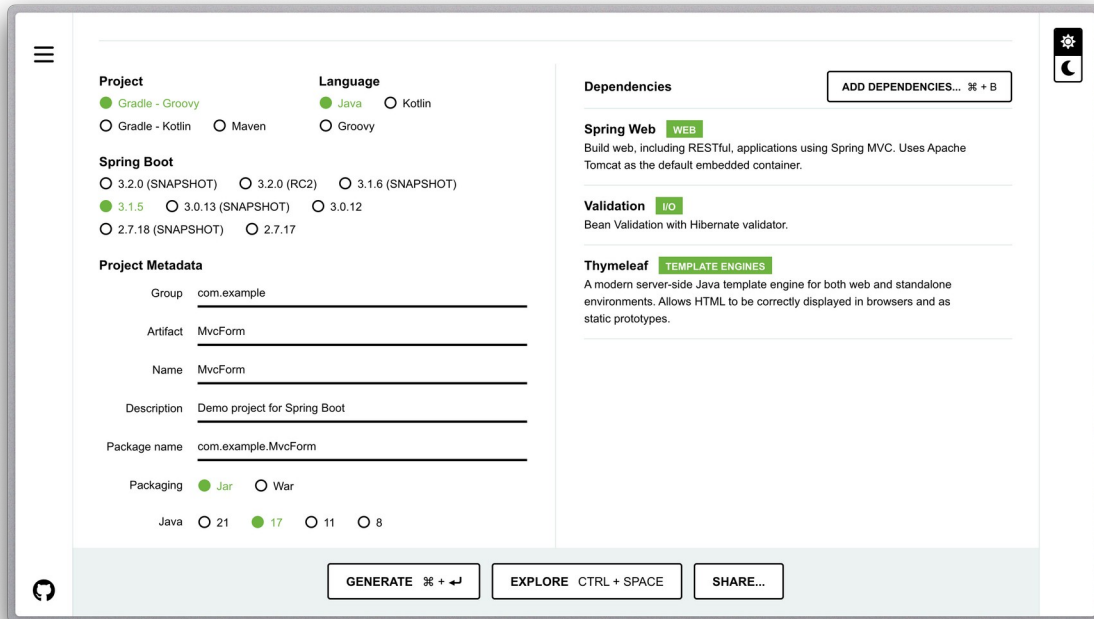 Project
Gradle - Groovy
Gradle - Kotlin Maven
Language
Java Kotlin
Groovy
Spring Boot
3.2.0 (SNAPSHOT) 3.2.0 (RC2) 3.1.6 (SNAPSHOT)
3.1.5 3.0.13 (SNAPSHOT) 3.0.12
2.7.18 (SNAPSHOT) 2.7.17
Project Metadata
Group com.example
Artifact MvcForm
Name MvcForm
Description Demo project for Spring Boot
Package name com.example.MvcForm
Packaging Jar War
Java 21 17 11 8
Dependencies ADD DEPENDENCIES... ⌘ + B
Spring Web WEB
Build web, including RESTful, applications using Spring MVC. Uses Apache
Tomcat as the default embedded container.
Validation I/O
Bean Validation with Hibernate validator.
Thymeleaf TEMPLATE ENGINES
A modern server-side Java template engine for both web and standalone
environments. Allows HTML to be correctly displayed in browsers and as
static prototypes.
GENERATE ⌘ + ⏎ EXPLORE CTRL + SPACE SHARE...